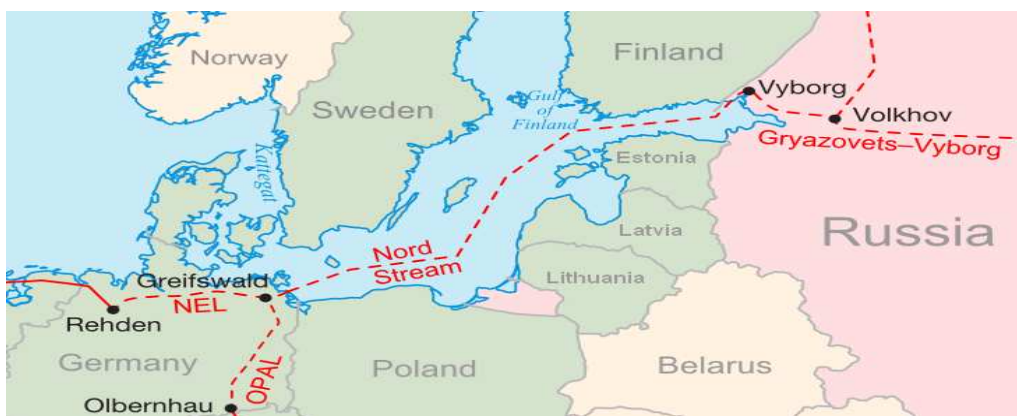 Norway
Finland
Sweden
Vyborg
Gulf
of
Finland
Volkhov
Gryazovets–Vyborg
Kattegat
Estonia
Latvia
Russia
Nord
Stream
Lithuania
Greifswald
NEL
Rehden
Germany
Poland
Belarus
OPAL
Olbernhau